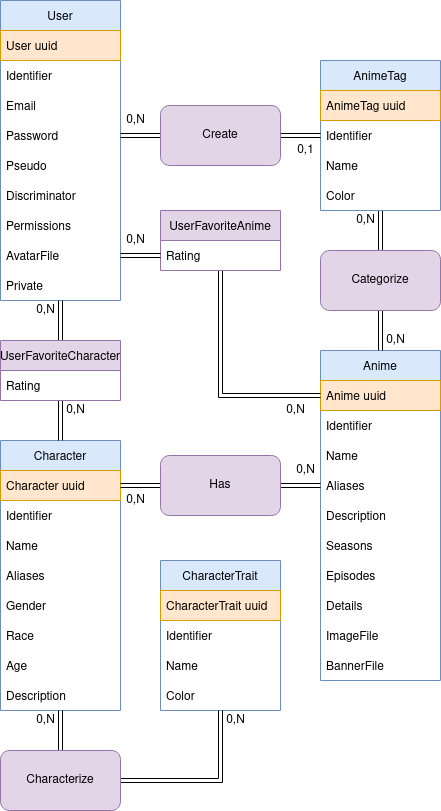 User
User uuid
Identifier
Email
Password
Pseudo
Discriminator
Permissions
AvatarFile
Private
0,N
Create
0,1
AnimeTag
AnimeTag uuid
Identifier
Name
Color
0,N
UserFavoriteAnime
Rating
0,N
0,N
Categorize
0,N
0,N
UserFavoriteCharacter
Rating
0,N
Anime
Anime uuid
Identifier
Name
Aliases
Description
Seasons
Episodes
Details
ImageFile
BannerFile
Character
Character uuid
Identifier
Name
Aliases
Gender
Race
Age
Description
0,N
Has
0,N
CharacterTrait
CharacterTrait uuid
Identifier
Name
Color
0,N
0,N
Characterize